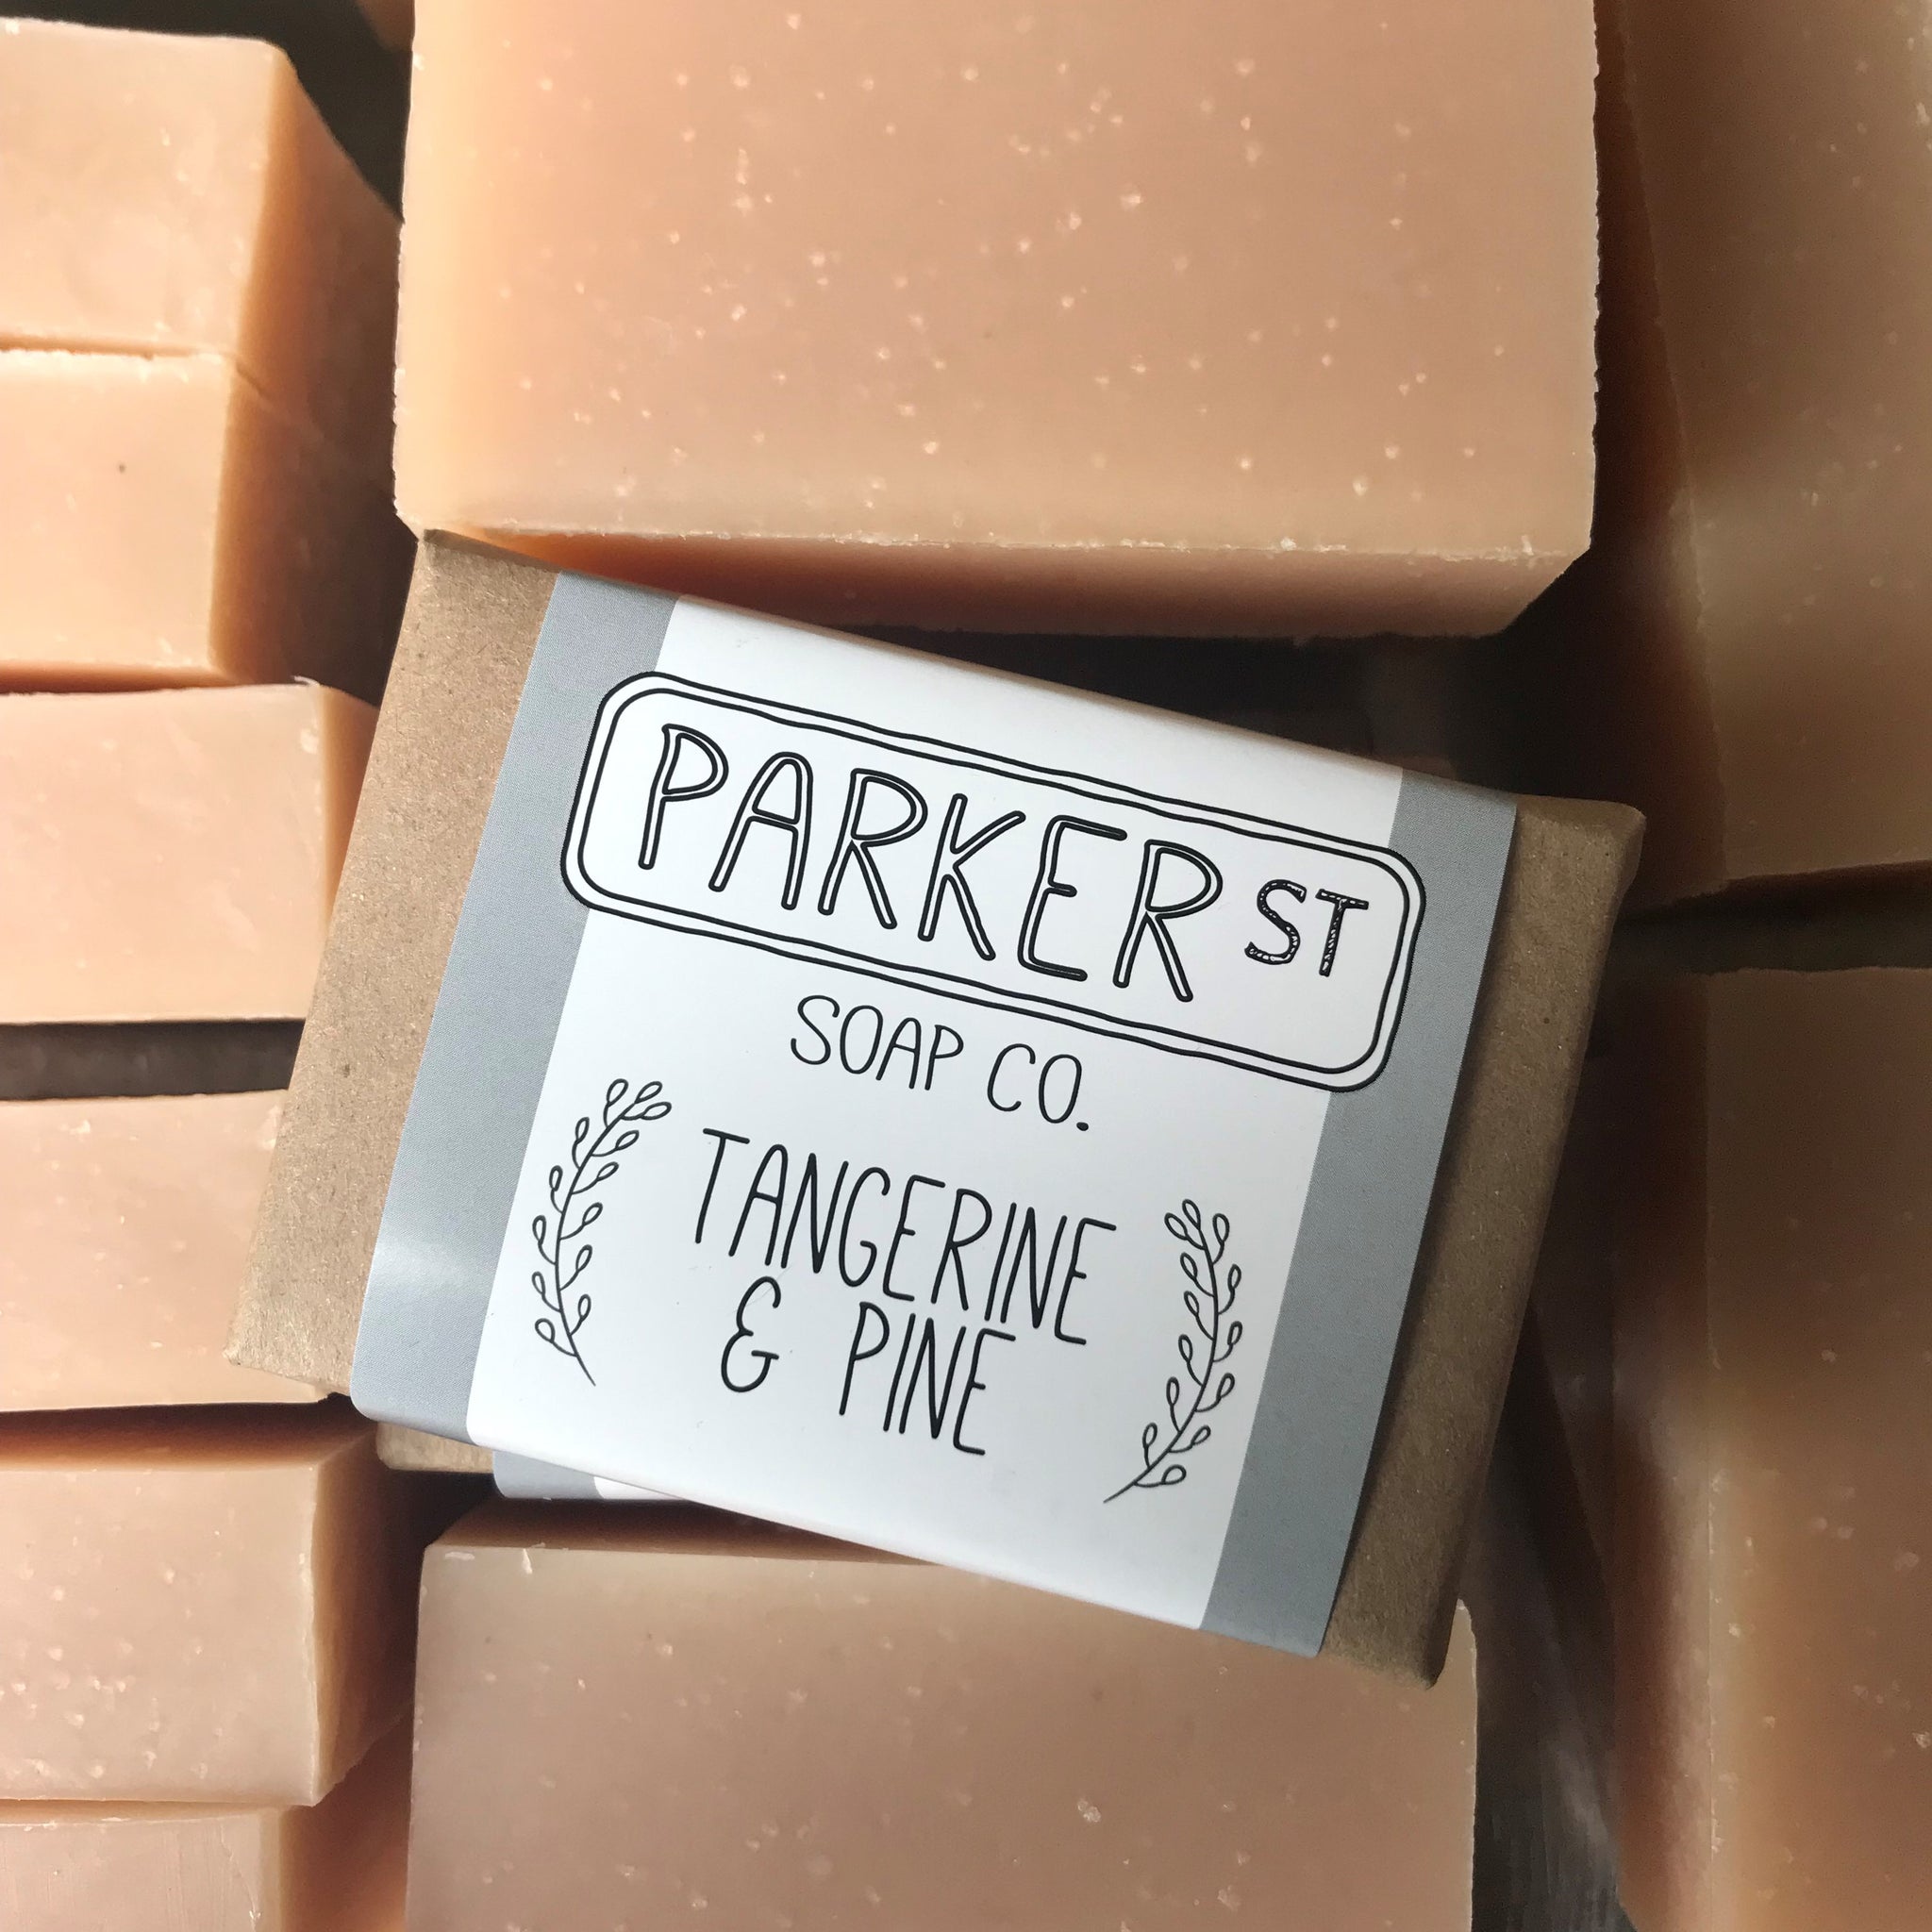 PARKER ST
SOAP CO.
TANGERINE
& PINE